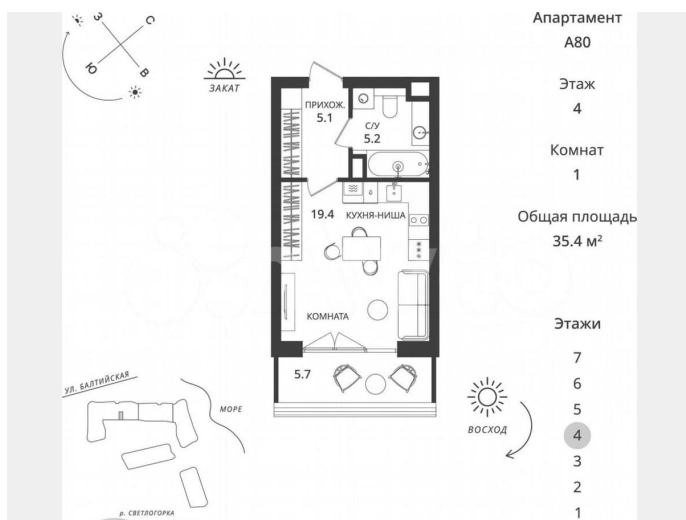 З
С
Ю
В
ЗАКАТ
Апартамент
А80
Этаж
4
Комнат
1
Общая площадь
35.4 м²
ПРИХОЖ.
5.1
С/У
5.2
19.4
КУХНЯ-НИША
КОМНАТА
5.7
ВОСХОД
УЛ. БАЛТИЙСКАЯ
МОРЕ
р. СВЕТЛОГОРКА
Этажи
7
6
5
4
3
2
1